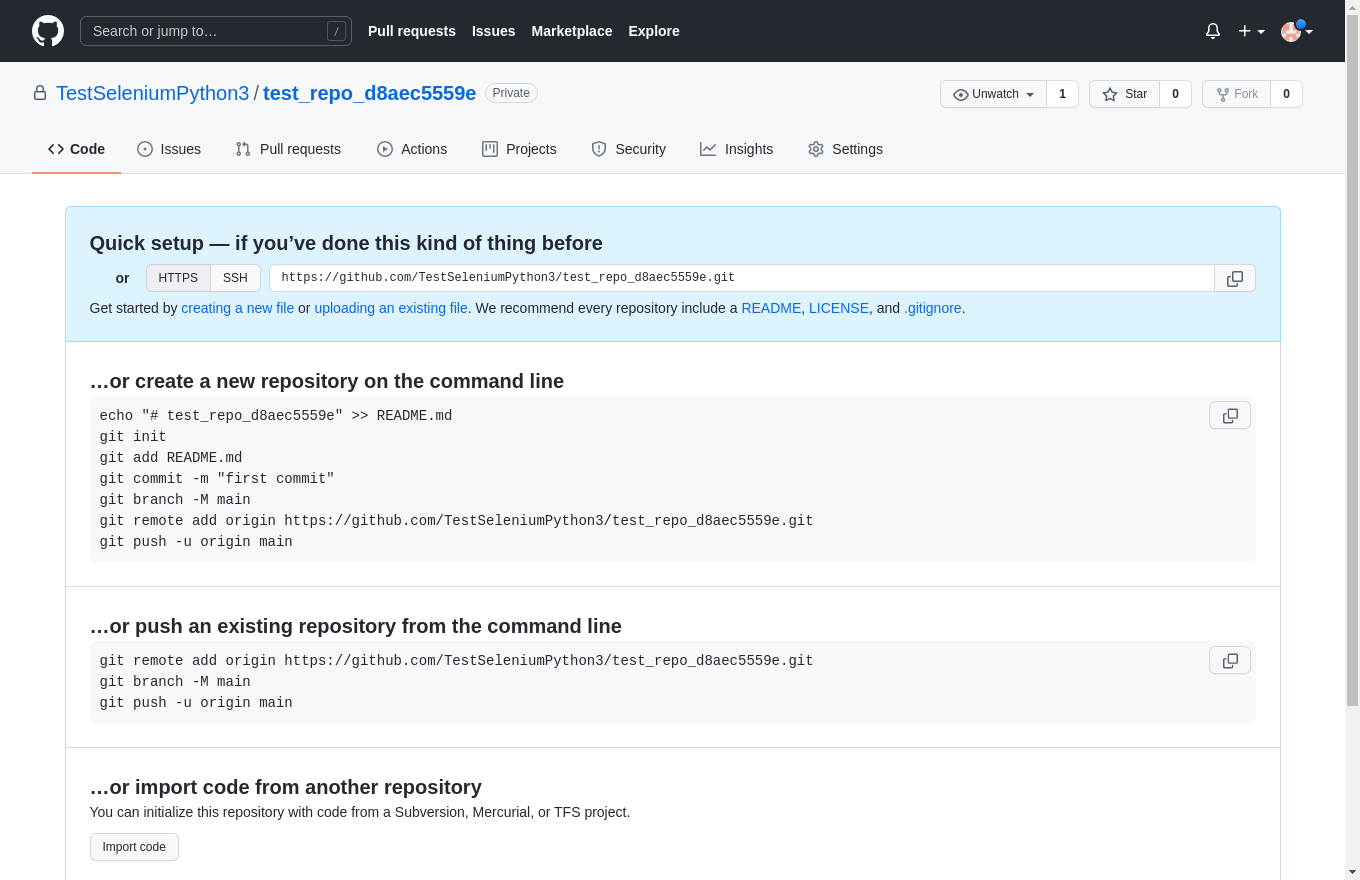 Search or jump to… /
Pull requests Issues Marketplace Explore
TestSeleniumPython3 / test_repo_d8aec5559e Private
Unwatch 1 Star 0 Fork 0
Code Issues Pull requests Actions Projects Security Insights Settings
Quick setup — if you’ve done this kind of thing before
or HTTPS SSH https://github.com/TestSeleniumPython3/test_repo_d8aec5559e.git
Get started by creating a new file or uploading an existing file. We recommend every repository include a README, LICENSE, and .gitignore.
…or create a new repository on the command line
echo "# test_repo_d8aec5559e" >> README.md
git init
git add README.md
git commit -m "first commit"
git branch -M main
git remote add origin https://github.com/TestSeleniumPython3/test_repo_d8aec5559e.git
git push -u origin main
…or push an existing repository from the command line
git remote add origin https://github.com/TestSeleniumPython3/test_repo_d8aec5559e.git
git branch -M main
git push -u origin main
…or import code from another repository
You can initialize this repository with code from a Subversion, Mercurial, or TFS project.
Import code